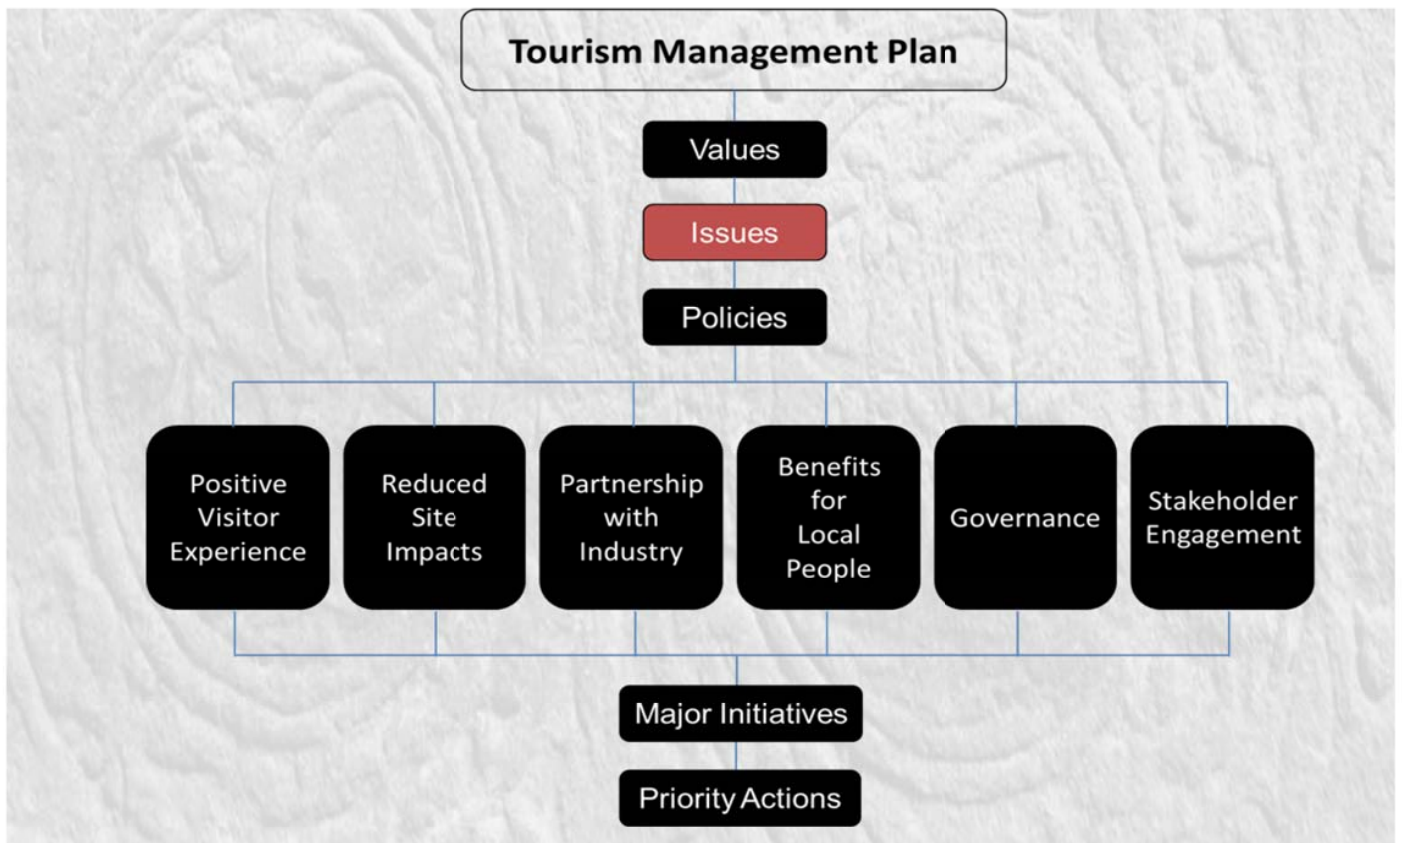 Tourism Management Plan
Values
Issues
Policies
Positive
Visitor
Experience
Reduced
Site
Impacts
Partnership
with
Industry
Benefits
for
Local
People
Governance
Stakeholder
Engagement
Major Initiatives
Priority Actions